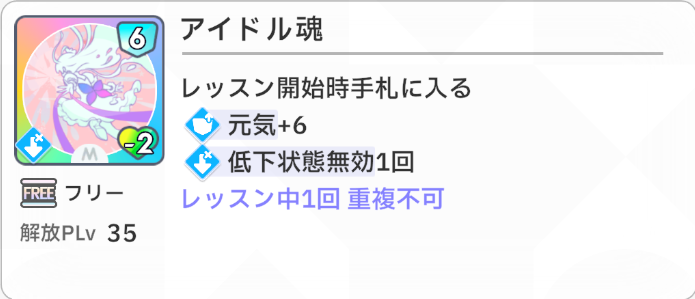 アイドル魂
6
レッスン開始時手札に入る
元気+6
-2
低下状態無効1回
M
レッスン中1回 重複不可
FREE フリー
解放PLv 35